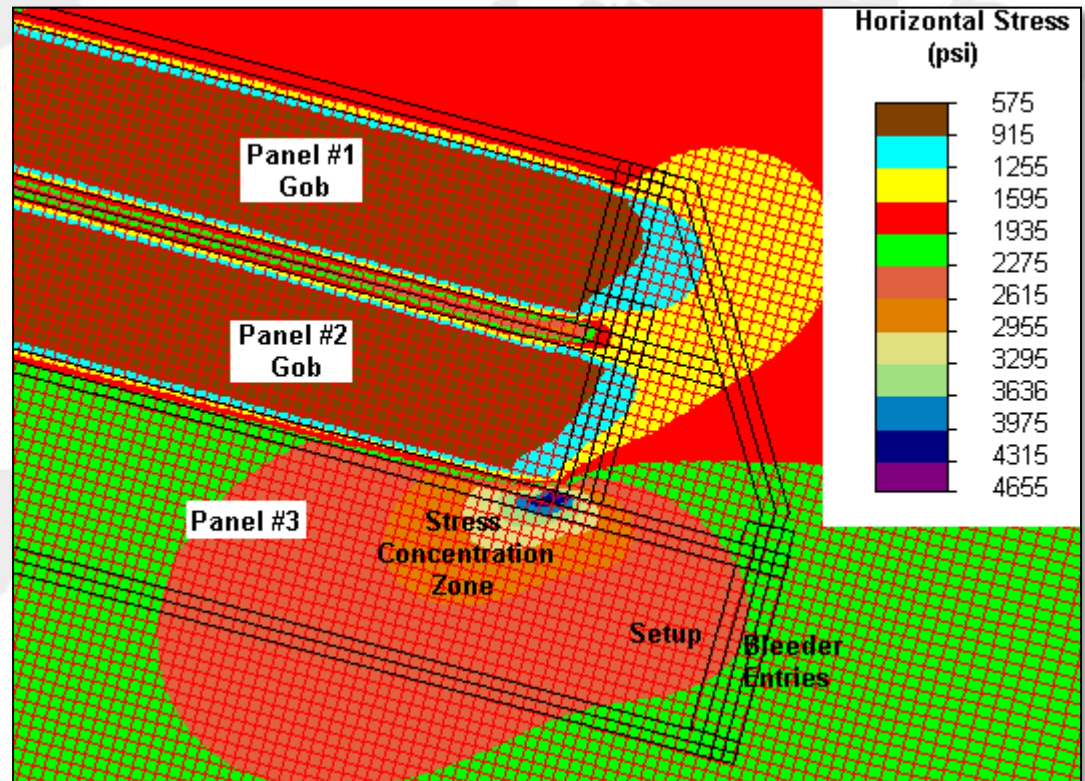 Horizontal Stress
(psi)
575
915
1255
1595
1935
2275
2615
2955
3295
3636
3975
4315
4655
Panel #1
Gob
Panel #2
Gob
Panel #3
Stress
Concentration
Zone
Setup
Bleeder
Entries